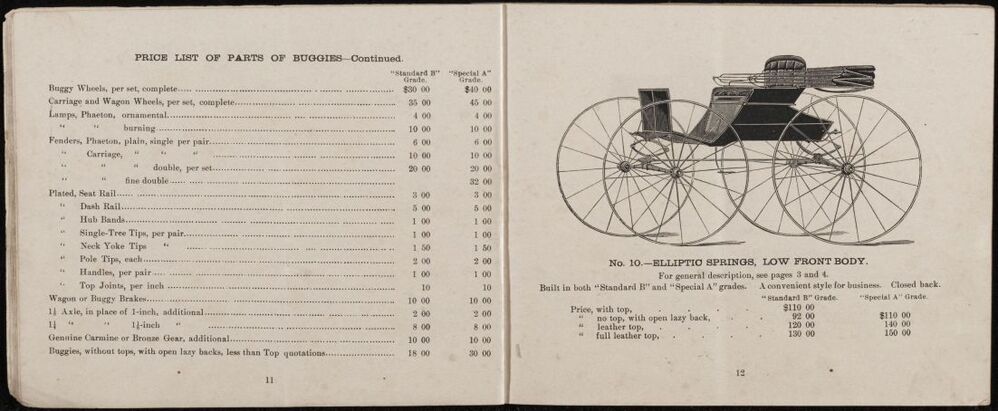 PRICE LIST OF PARTS OF BUGGIES—Continued.
"Standard B" Grade. "Special A" Grade.
Buggy Wheels, per set, complete $30 00 $40 00
Carriage and Wagon Wheels, per set, complete 35 00 45 00
Lamps, Phaeton, ornamental 4 00 4 00
" " burning 10 00 10 00
Fenders, Phaeton, plain, single per pair 6 00 6 00
" Carriage, " " " 10 00 10 00
" " " double, per set 20 00 20 00
" " fine double 32 00
Plated, Seat Rail 3 00 3 00
" Dash Rail 5 00 5 00
" Hub Bands 1 00 1 00
" Single-Tree Tips, per pair 1 00 1 00
" Neck Yoke Tips " 1 50 1 50
" Pole Tips, each 2 00 2 00
" Handles, per pair 1 00 1 00
" Top Joints, per inch 10 10
Wagon or Buggy Brakes 10 00 10 00
1¼ Axle, in place of 1-inch, additional 2 00 2 00
1¼ " " 1¼-inch " 8 00 8 00
Genuine Carmine or Bronze Gear, additional 10 00 10 00
Buggies, without tops, with open lazy backs, less than Top quotations 18 00 30 00
11
No. 10.—ELLIPTIC SPRINGS, LOW FRONT BODY.
For general description, see pages 3 and 4.
Built in both "Standard B" and "Special A" grades. A convenient style for business. Closed back.
"Standard B" Grade. "Special A" Grade.
Price, with top, $110 00
" no top, with open lazy back, 92 00 $110 00
" leather top, 120 00 140 00
" full leather top, 130 00 150 00
12